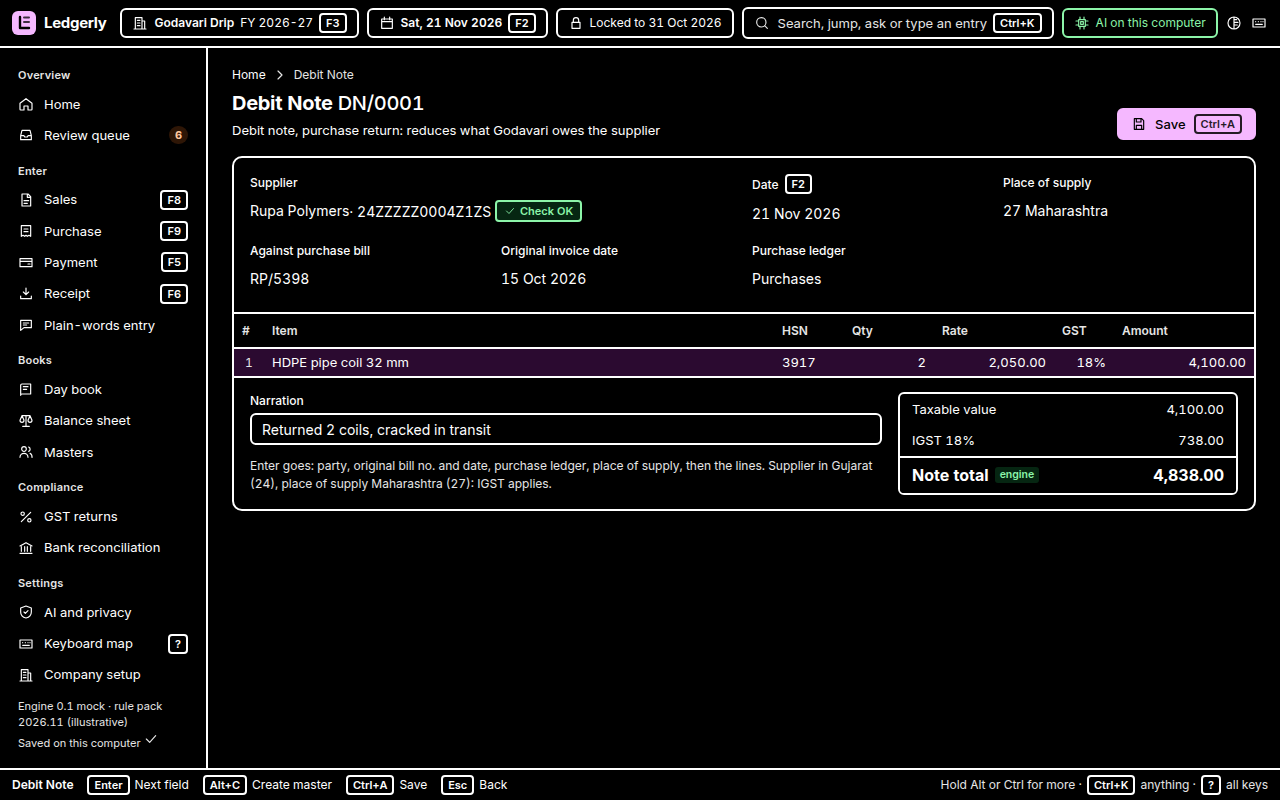 Ledgerly
Godavari Drip FY 2026-27 F3
Sat, 21 Nov 2026 F2
Locked to 31 Oct 2026
Search, jump, ask or type an entry Ctrl+K
AI on this computer
Overview
Home
Review queue 6
Enter
Sales F8
Purchase F9
Payment F5
Receipt F6
Plain-words entry
Books
Day book
Balance sheet
Masters
Compliance
GST returns
Bank reconciliation
Settings
AI and privacy
Keyboard map ?
Company setup
Engine 0.1 mock · rule pack
2026.11 (illustrative)
Saved on this computer
Home > Debit Note
Debit Note DN/0001
Debit note, purchase return: reduces what Godavari owes the supplier
Save Ctrl+A
Supplier
Rupa Polymers· 24ZZZZZ0004Z1ZS Check OK
Date F2
21 Nov 2026
Place of supply
27 Maharashtra
Against purchase bill
RP/5398
Original invoice date
15 Oct 2026
Purchase ledger
Purchases
# Item HSN Qty Rate GST Amount
1 HDPE pipe coil 32 mm 3917 2 2,050.00 18% 4,100.00
Narration
Returned 2 coils, cracked in transit
Enter goes: party, original bill no. and date, purchase ledger, place of supply, then the lines. Supplier in Gujarat
(24), place of supply Maharashtra (27): IGST applies.
Taxable value 4,100.00
IGST 18% 738.00
Note total engine 4,838.00
Debit Note Enter Next field Alt+C Create master Ctrl+A Save Esc Back
Hold Alt or Ctrl for more · Ctrl+K anything · ? all keys